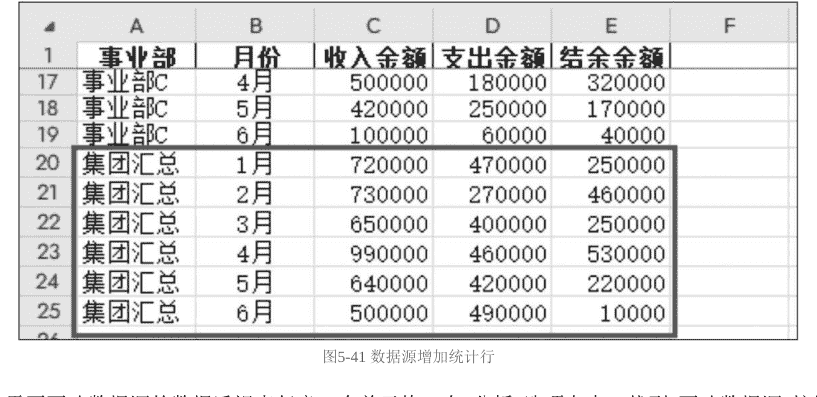 A B C D E F
1 事业部 月份 收入金额 支出金额 结余金额
17 事业部C 4月 500000 180000 320000
18 事业部C 5月 420000 250000 170000
19 事业部C 6月 100000 60000 40000
20 集团汇总 1月 720000 470000 250000
21 集团汇总 2月 730000 270000 460000
22 集团汇总 3月 650000 400000 250000
23 集团汇总 4月 990000 460000 530000
24 集团汇总 5月 640000 420000 220000
25 集团汇总 6月 500000 490000 10000
图5-41 数据源增加统计行